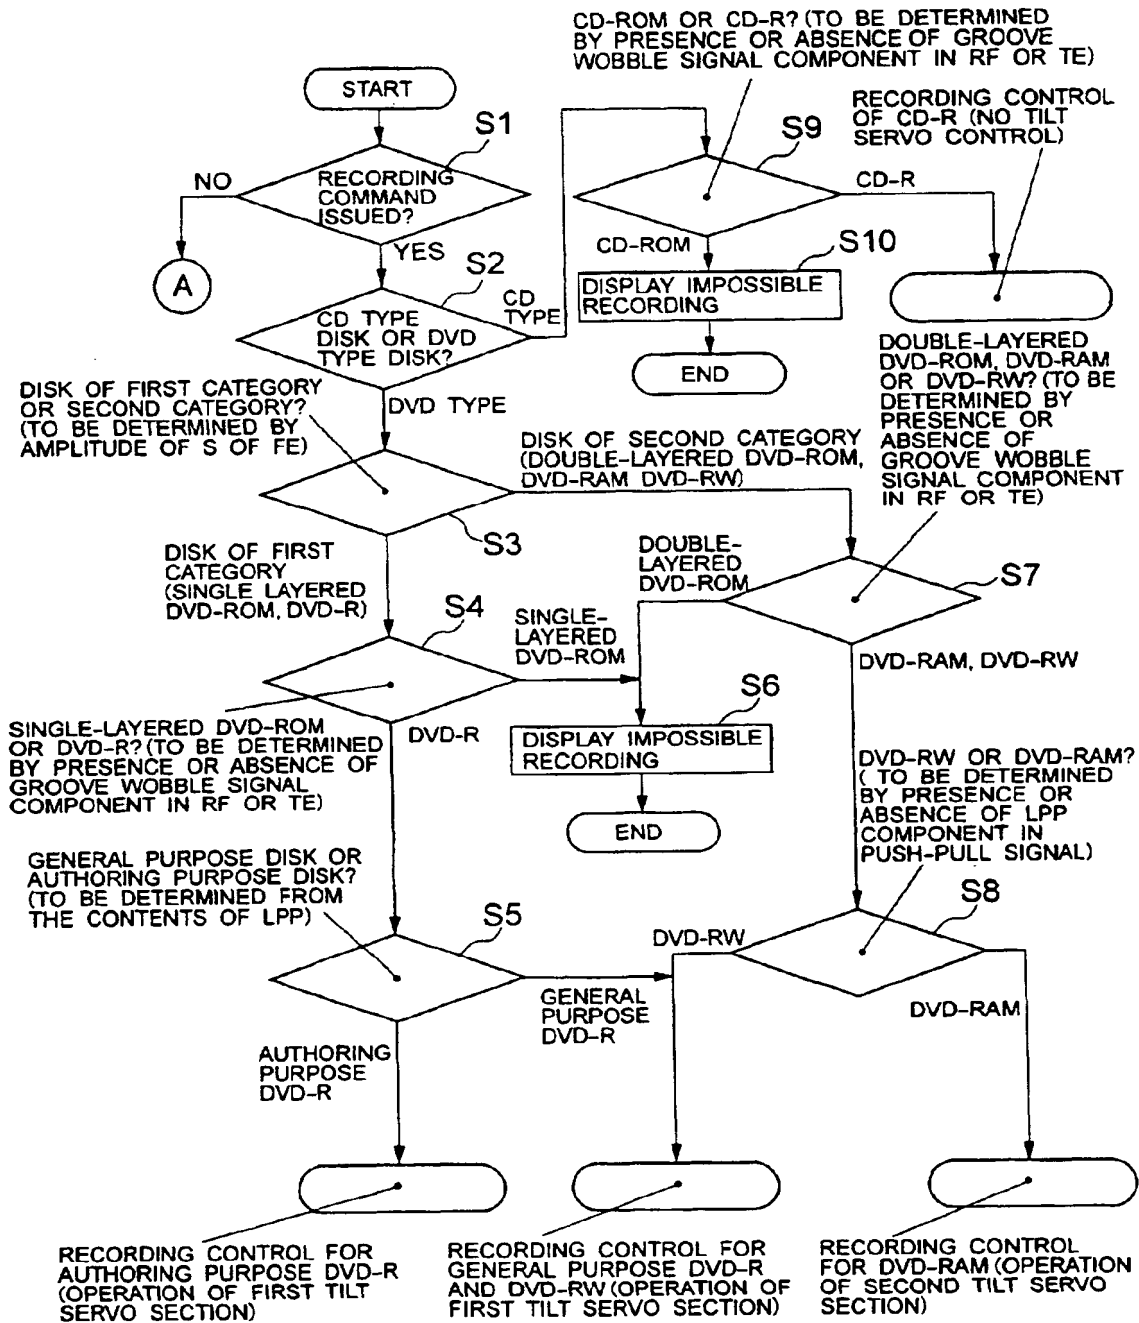 CD-ROM OR CD-R? (TO BE DETERMINED
BY PRESENCE OR ABSENCE OF GROOVE
WOBBLE SIGNAL COMPONENT IN RF OR TE)
START
RECORDING CONTROL
OF CD-R (NO TILT
SERVO CONTROL)
S1
S9
NO
RECORDING
COMMAND
ISSUED?
CD-R
YES
CD-ROM
S10
A
S2
DISPLAY IMPOSSIBLE
RECORDING
CD
TYPE
CD TYPE
DISK OR DVD
TYPE DISK?
END
DOUBLE-LAYERED
DVD-ROM, DVD-RAM
OR DVD-RW? (TO BE
DETERMINED BY
PRESENCE OR
ABSENCE OF
GROOVE WOBBLE
SIGNAL COMPONENT
IN RF OR TE)
DISK OF FIRST CATEGORY
OR SECOND CATEGORY?
(TO BE DETERMINED BY
AMPLITUDE OF S OF FE)
DVD TYPE
DISK OF SECOND CATEGORY
(DOUBLE-LAYERED DVD-ROM,
DVD-RAM DVD-RW)
S3
DISK OF FIRST
CATEGORY
(SINGLE LAYERED
DVD-ROM, DVD-R)
DOUBLE-
LAYERED
DVD-ROM
S7
S4
SINGLE-
LAYERED
DVD-ROM
DVD-RAM, DVD-RW
S6
SINGLE-LAYERED DVD-ROM
OR DVD-R? (TO BE DETERMINED
BY PRESENCE OR ABSENCE OF
GROOVE WOBBLE SIGNAL
COMPONENT IN RF OR TE)
DVD-R
DISPLAY IMPOSSIBLE
RECORDING
DVD-RW OR DVD-RAM?
( TO BE DETERMINED
BY PRESENCE OR
ABSENCE OF LPP
COMPONENT IN
PUSH-PULL SIGNAL)
END
GENERAL PURPOSE DISK OR
AUTHORING PURPOSE DISK?
(TO BE DETERMINED FROM
THE CONTENTS OF LPP)
S5
S8
DVD-RW
GENERAL
PURPOSE
DVD-R
DVD-RAM
AUTHORING
PURPOSE
DVD-R
RECORDING CONTROL FOR
AUTHORING PURPOSE DVD-R
(OPERATION OF FIRST TILT
SERVO SECTION)
RECORDING CONTROL FOR
GENERAL PURPOSE DVD-R
AND DVD-RW (OPERATION OF
FIRST TILT SERVO SECTION)
RECORDING CONTROL
FOR DVD-RAM (OPERATION
OF SECOND TILT SERVO
SECTION)